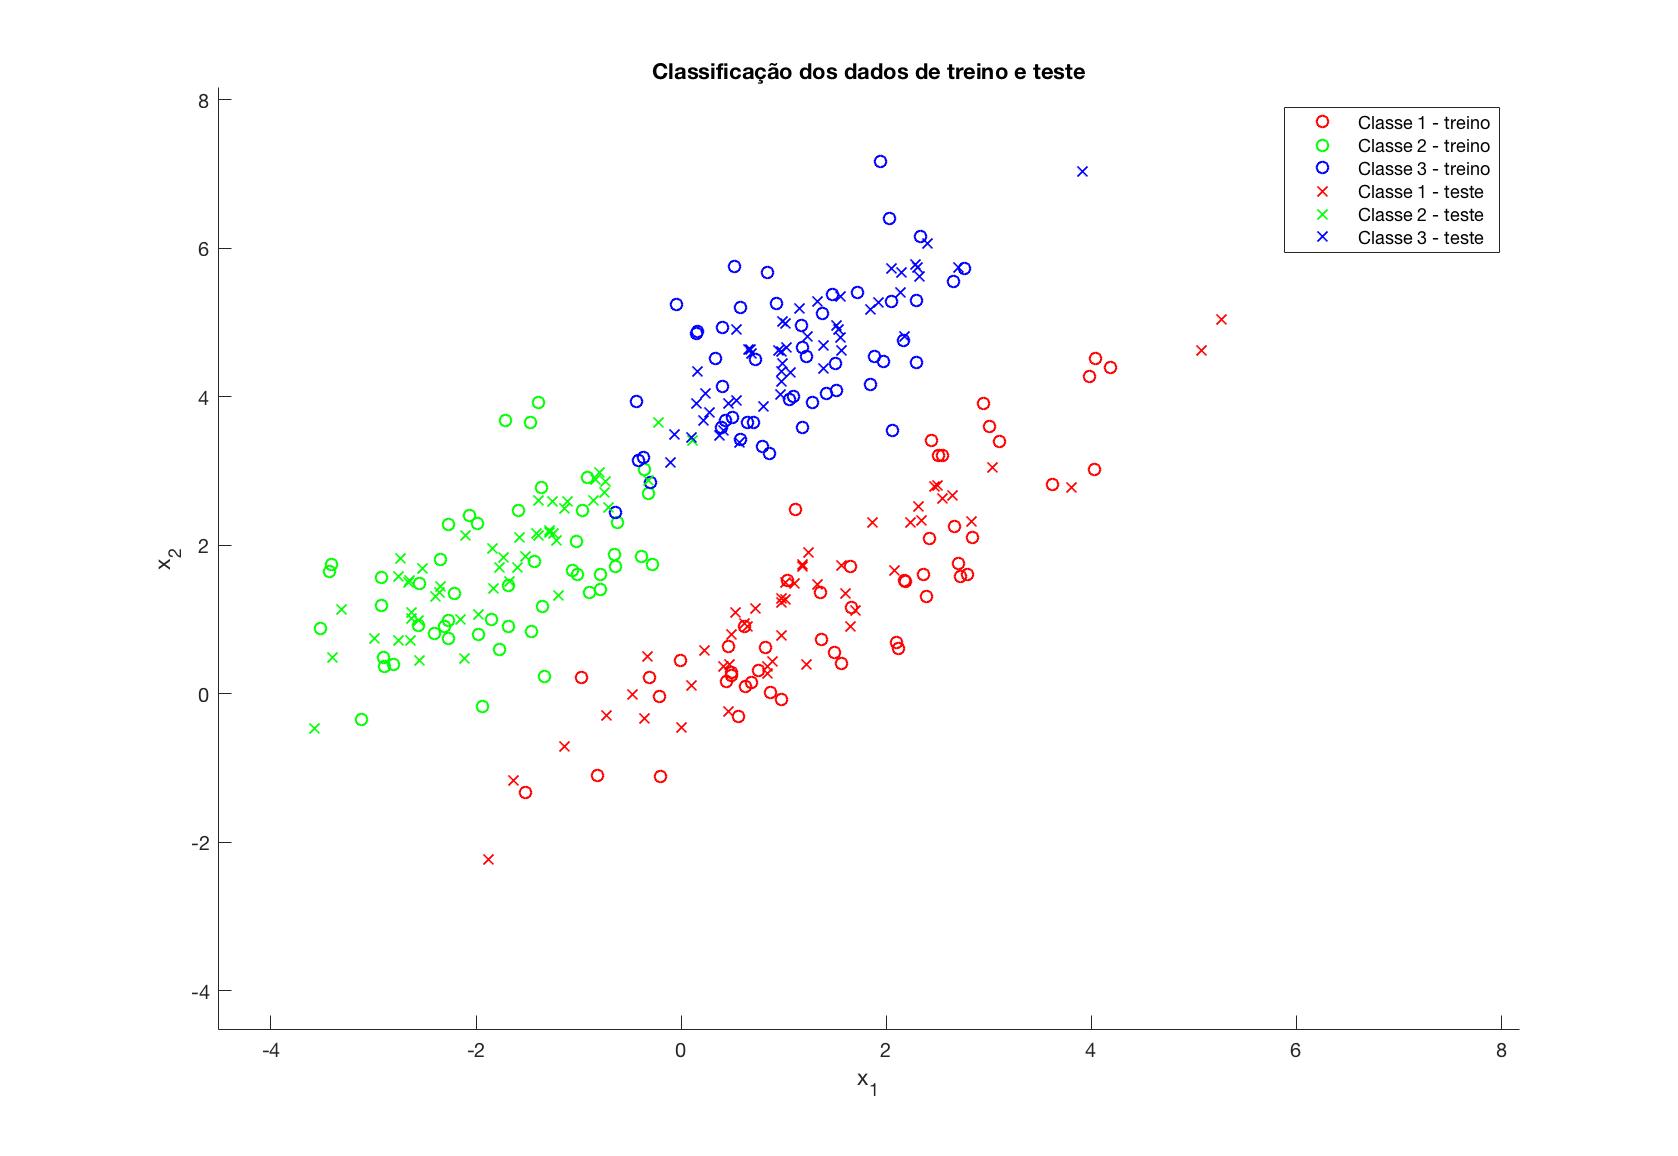 Classificação dos dados de treino e teste
8
6
4
2
0
-2
-4
x2
-4 -2 0 2 4 6 8
x1
Classe 1 - treino
Classe 2 - treino
Classe 3 - treino
Classe 1 - teste
Classe 2 - teste
Classe 3 - teste